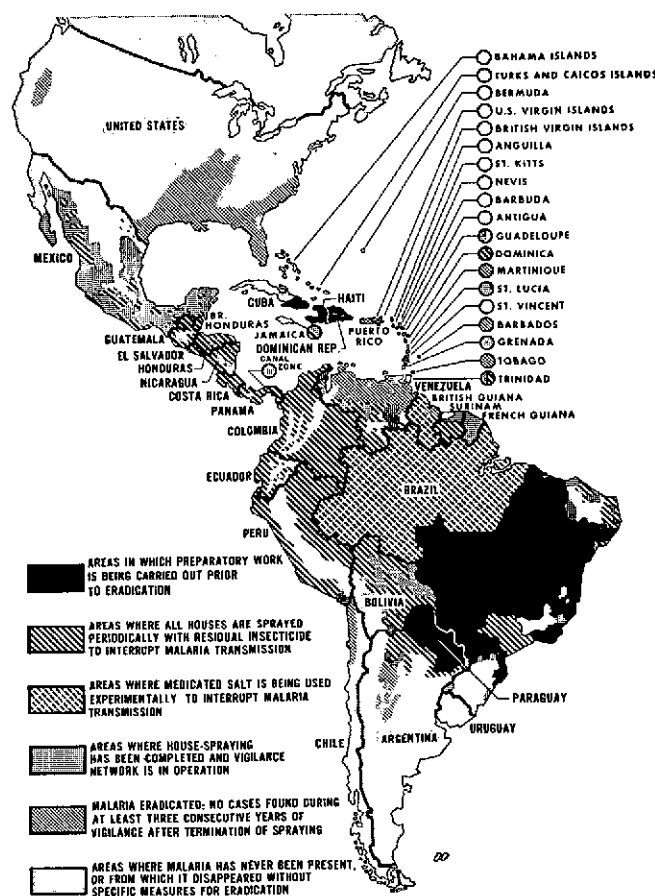 BAHAMA ISLANDS
TURKS AND CAICOS ISLANDS
BERMUDA
U.S. VIRGIN ISLANDS
BRITISH VIRGIN ISLANDS
ANGUILLA
ST. KITTS
NEVIS
BARBUDA
ANTIGUA
GUADELOUPE
DOMINICA
MARTINIQUE
ST. LUCIA
ST. VINCENT
BARBADOS
GRENADA
TOBAGO
TRINIDAD
UNITED STATES
MEXICO
CUBA
HAITI
BR. HONDURAS
JAMAICA
PUERTO RICO
GUATEMALA
DOMINICAN REP.
EL SALVADOR
CANAL ZONE
HONDURAS
NICARAGUA
COSTA RICA
PANAMA
VENEZUELA
BRITISH GUIANA
SURINAM
FRENCH GUIANA
COLOMBIA
ECUADOR
BRAZIL
PERU
BOLIVIA
PARAGUAY
URUGUAY
CHILE
ARGENTINA
AREAS IN WHICH PREPARATORY WORK
IS BEING CARRIED OUT PRIOR
TO ERADICATION
AREAS WHERE ALL HOUSES ARE SPRAYED
PERIODICALLY WITH RESIDUAL INSECTICIDE
TO INTERRUPT MALARIA TRANSMISSION
AREAS WHERE MEDICATED SALT IS BEING USED
EXPERIMENTALLY TO INTERRUPT MALARIA
TRANSMISSION
AREAS WHERE HOUSE-SPRAYING
HAS BEEN COMPLETED AND VIGILANCE
NETWORK IS IN OPERATION
MALARIA ERADICATED: NO CASES FOUND DURING
AT LEAST THREE CONSECUTIVE YEARS OF
VIGILANCE AFTER TERMINATION OF SPRAYING
AREAS WHERE MALARIA HAS NEVER BEEN PRESENT,
OR FROM WHICH IT DISAPPEARED WITHOUT
SPECIFIC MEASURES FOR ERADICATION